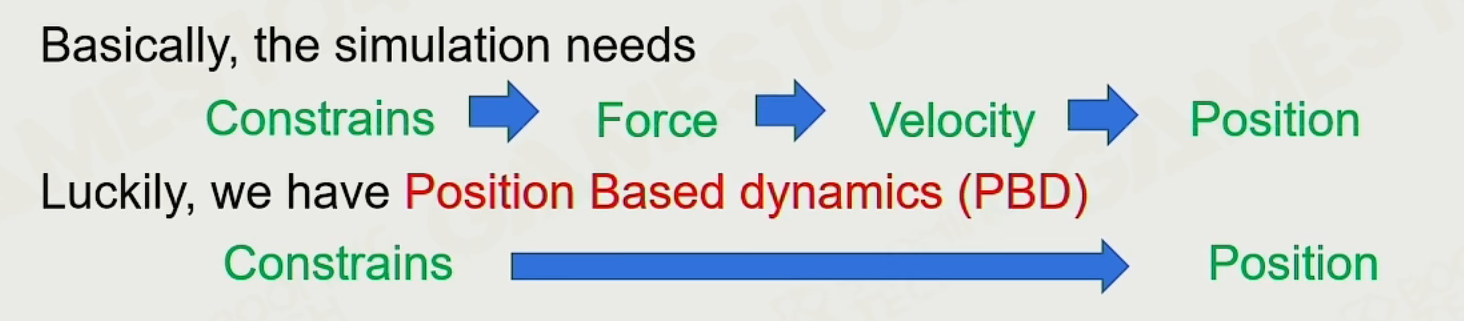 Basically, the simulation needs
Constrains Force Velocity Position
Luckily, we have Position Based dynamics (PBD)
Constrains Position